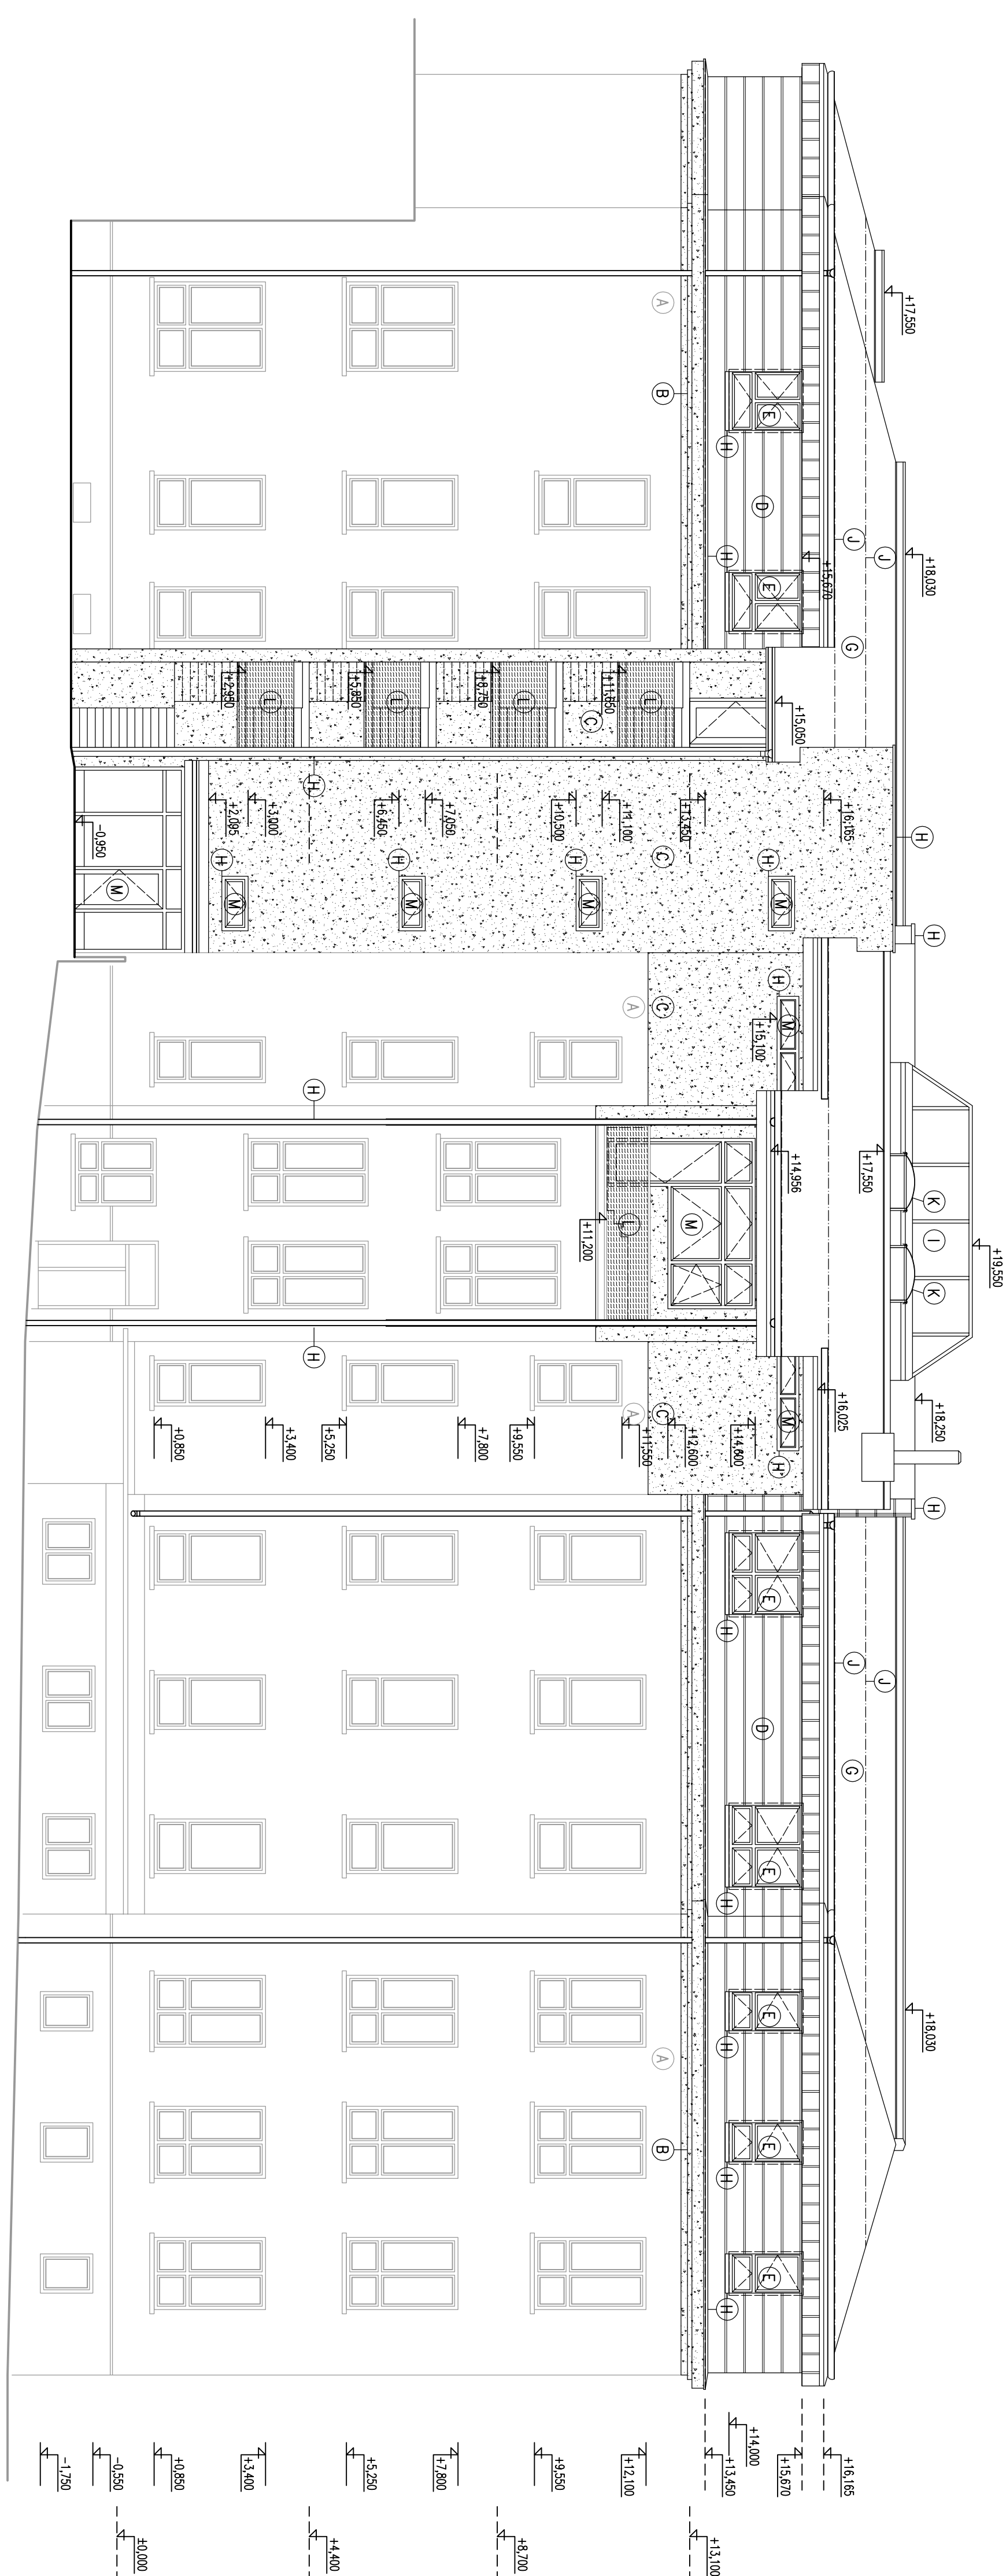 +19,550
+18,250
+18,030
+18,030
H
H
K
I
K
H
+17,550
J
J
+17,550
J
G
J
G
+16,165
+16,025
+16,165
+15,670
+15,050
+14,956
+15,670
M
H
M
M
H
E
E
H
E
E
E
E
E
D
D
+15,100
+14,600
+14,000
H
H
H
H
H
H
H
+13,450
+13,450
+13,100
M
+12,600
A
B
C
C
C
A
B
L
A
L
A
+11,550
+12,100
+11,650
+11,100
C
M
H
+11,200
+10,500
L
+9,550
+9,550
+8,750
+8,700
+7,050
+7,800
+7,800
L
M
H
+6,450
+5,850
+5,250
+5,250
+4,400
H
H
H
L
+3,000
+3,400
+3,400
+2,950
M
H
+2,095
+0,850
+0,850
±0,000
M
-0,950
-0,550
-1,750